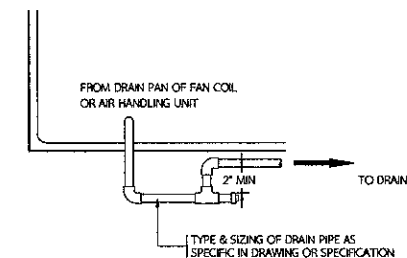 FROM DRAIN PAN OF FAN COIL
OR AIR HANDLING UNIT
2" MIN
TO DRAIN
TYPE & SIZING OF DRAIN PIPE AS
SPECIFIC IN DRAWING OR SPECIFICATION